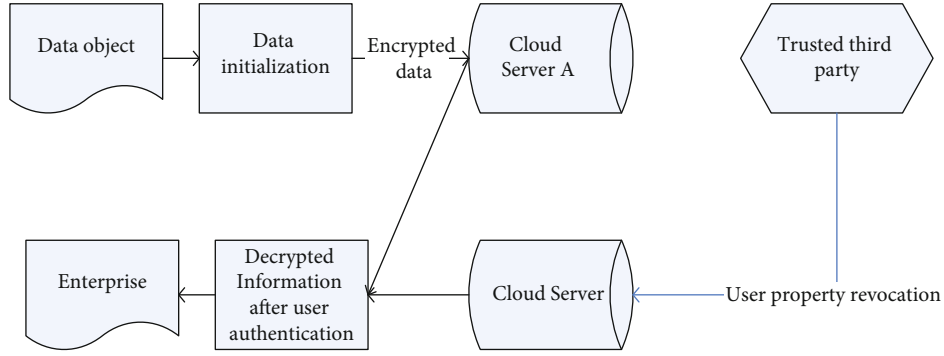 Data object
Data
initialization
Encrypted
data
Cloud
Server A
Trusted third
party
Enterprise
Decrypted
Information
after user
authentication
Cloud Server
User property revocation